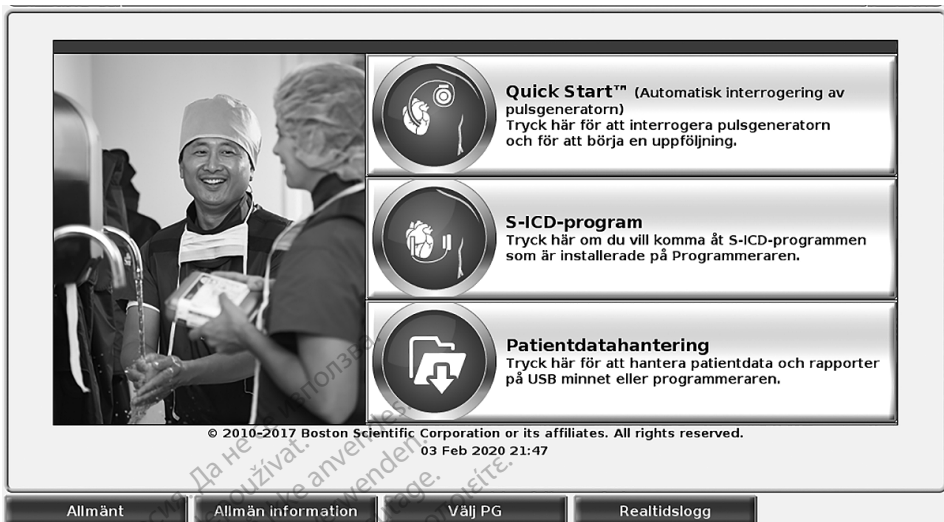 Quick Start™ (Automatisk interrogering av
pulsgeneratorn)
Tryck här för att interrogera pulsgeneratorn
och för att börja en uppföljning.
S-ICD-program
Tryck här om du vill komma åt S-ICD-programmen
som är installerade på Programmeraren.
Patientdatahantering
Tryck här för att hantera patientdata och rapporter
på USB minnet eller programmeraren.
© 2010-2017 Boston Scientific Corporation or its affiliates. All rights reserved.
03 Feb 2020 21:47
Allmänt
Allmän information
Välj PG
Realtidslogg